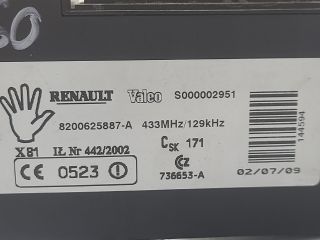 RENAULT Valeo S000002951
8200625887-A 433MHz/129kHz
X81 IŁ Nr 442/2002 CSK 171
CE 0523 736653-A 02/07/09
144594